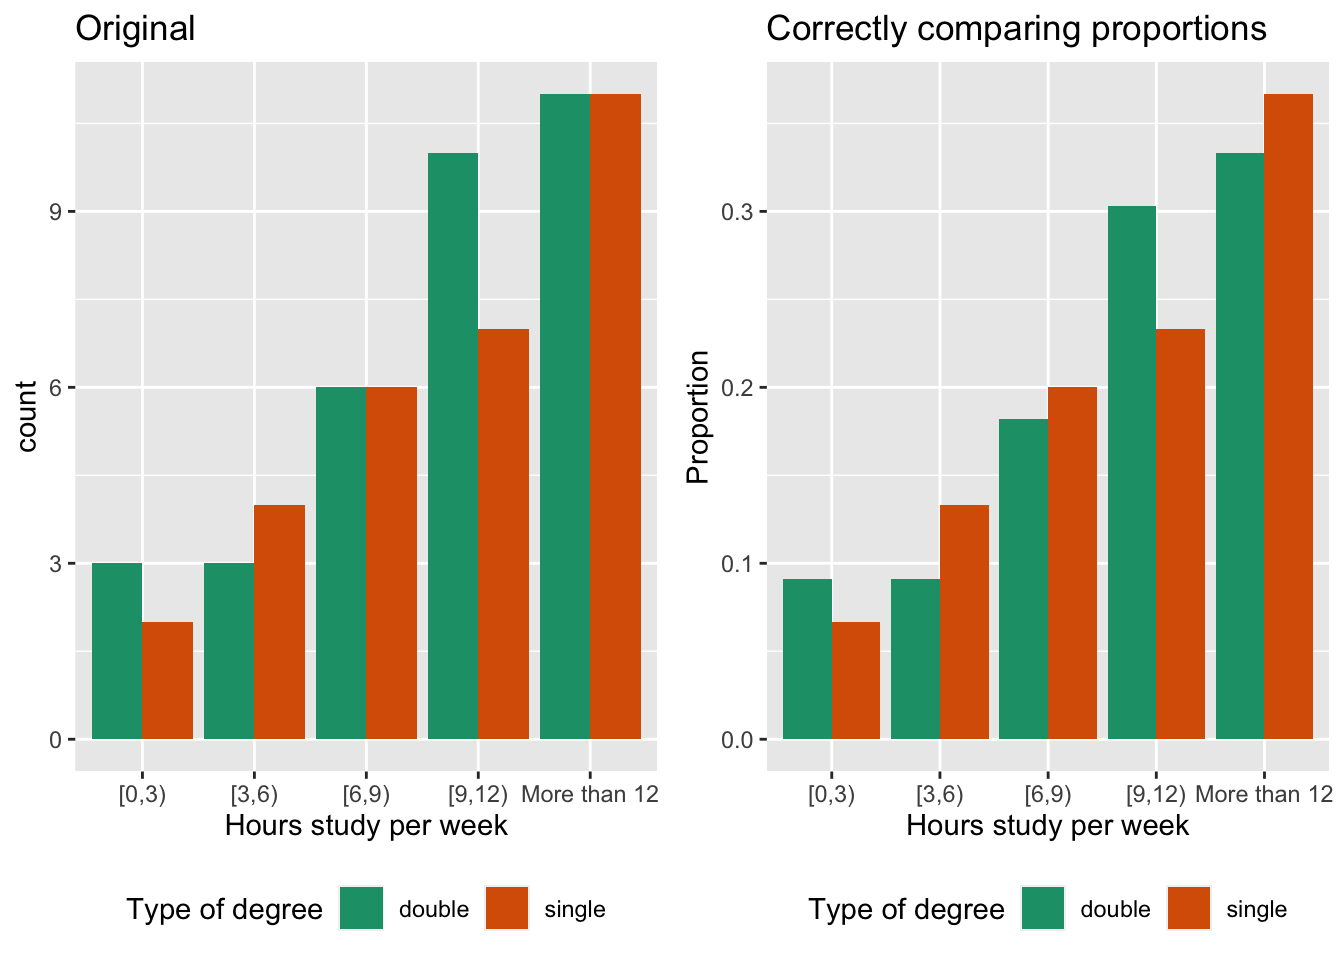 Original
count
9
6
3
0
[0,3) [3,6) [6,9) [9,12) More than 12
Hours study per week
Type of degree double single
Correctly comparing proportions
Proportion
0.3
0.2
0.1
0.0
[0,3) [3,6) [6,9) [9,12) More than 12
Hours study per week
Type of degree double single